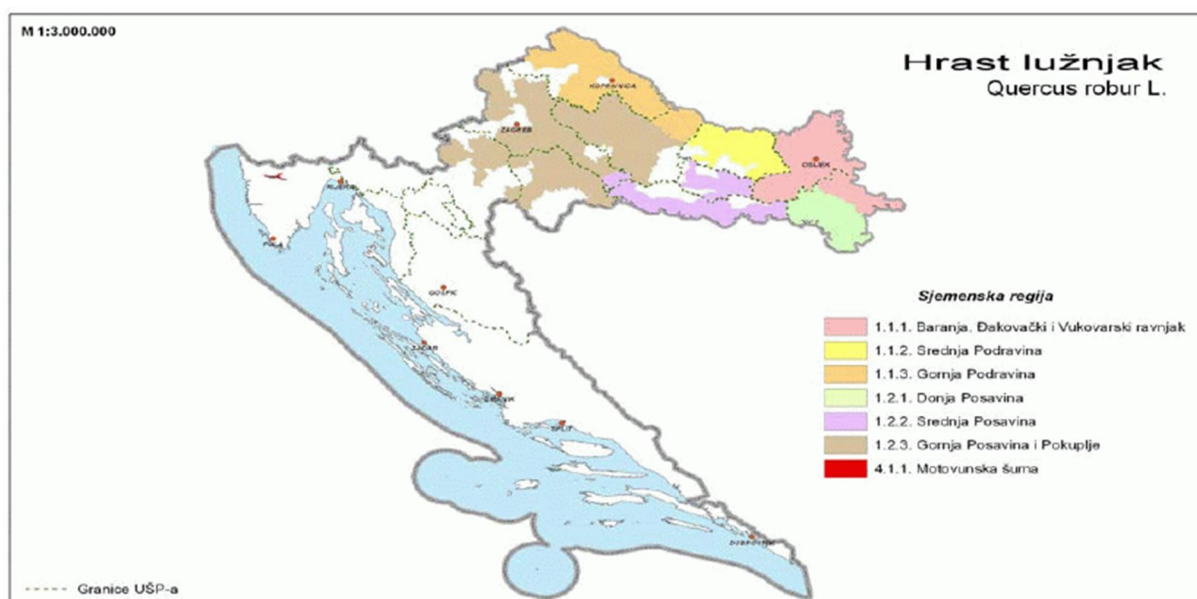 M 1:3.000.000
Hrast lužnjak
Quercus robur L.
KOPRIVNICA
ZAGREB
OSIJEK
RIJEKA
PULA
GOSPIĆ
ZADAR
ŠIBENIK
SPLIT
DUBROVNIK
Sjemenska regija
1.1.1. Baranja, Đakovački i Vukovarski ravnjak
1.1.2. Srednja Podravina
1.1.3. Gornja Podravina
1.2.1. Donja Posavina
1.2.2. Srednja Posavina
1.2.3. Gornja Posavina i Pokuplje
4.1.1. Motovunska šuma
Granice UŠP-a